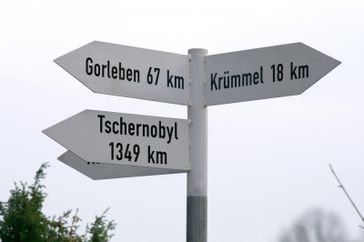 Gorleben 67 km
Krümmel 18 km
Tschernobyl
1349 km